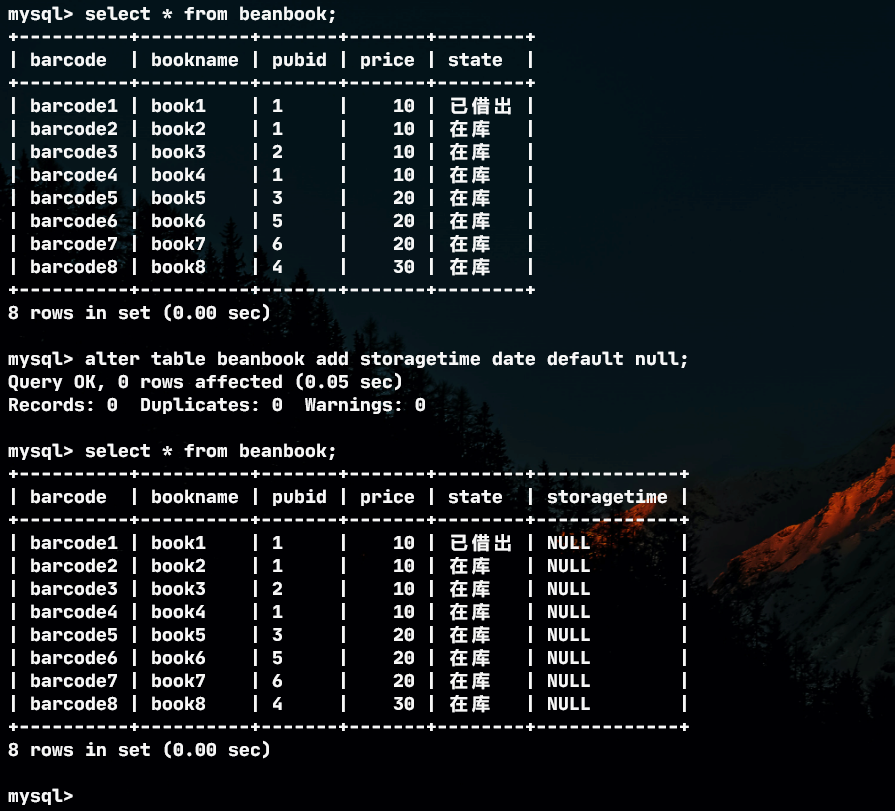 mysql> select * from beanbook;
+----------+----------+-------+-------+--------+
| barcode  | bookname | pubid | price | state  |
+----------+----------+-------+-------+--------+
| barcode1 | book1    | 1     |    10 | 已借出 |
| barcode2 | book2    | 1     |    10 | 在库   |
| barcode3 | book3    | 2     |    10 | 在库   |
| barcode4 | book4    | 1     |    10 | 在库   |
| barcode5 | book5    | 3     |    20 | 在库   |
| barcode6 | book6    | 5     |    20 | 在库   |
| barcode7 | book7    | 6     |    20 | 在库   |
| barcode8 | book8    | 4     |    30 | 在库   |
+----------+----------+-------+-------+--------+
8 rows in set (0.00 sec)
mysql> alter table beanbook add storagetime date default null;
Query OK, 0 rows affected (0.05 sec)
Records: 0  Duplicates: 0  Warnings: 0
mysql> select * from beanbook;
+----------+----------+-------+-------+--------+-------------+
| barcode  | bookname | pubid | price | state  | storagetime |
+----------+----------+-------+-------+--------+-------------+
| barcode1 | book1    | 1     |    10 | 已借出 | NULL        |
| barcode2 | book2    | 1     |    10 | 在库   | NULL        |
| barcode3 | book3    | 2     |    10 | 在库   | NULL        |
| barcode4 | book4    | 1     |    10 | 在库   | NULL        |
| barcode5 | book5    | 3     |    20 | 在库   | NULL        |
| barcode6 | book6    | 5     |    20 | 在库   | NULL        |
| barcode7 | book7    | 6     |    20 | 在库   | NULL        |
| barcode8 | book8    | 4     |    30 | 在库   | NULL        |
+----------+----------+-------+-------+--------+-------------+
8 rows in set (0.00 sec)
mysql>